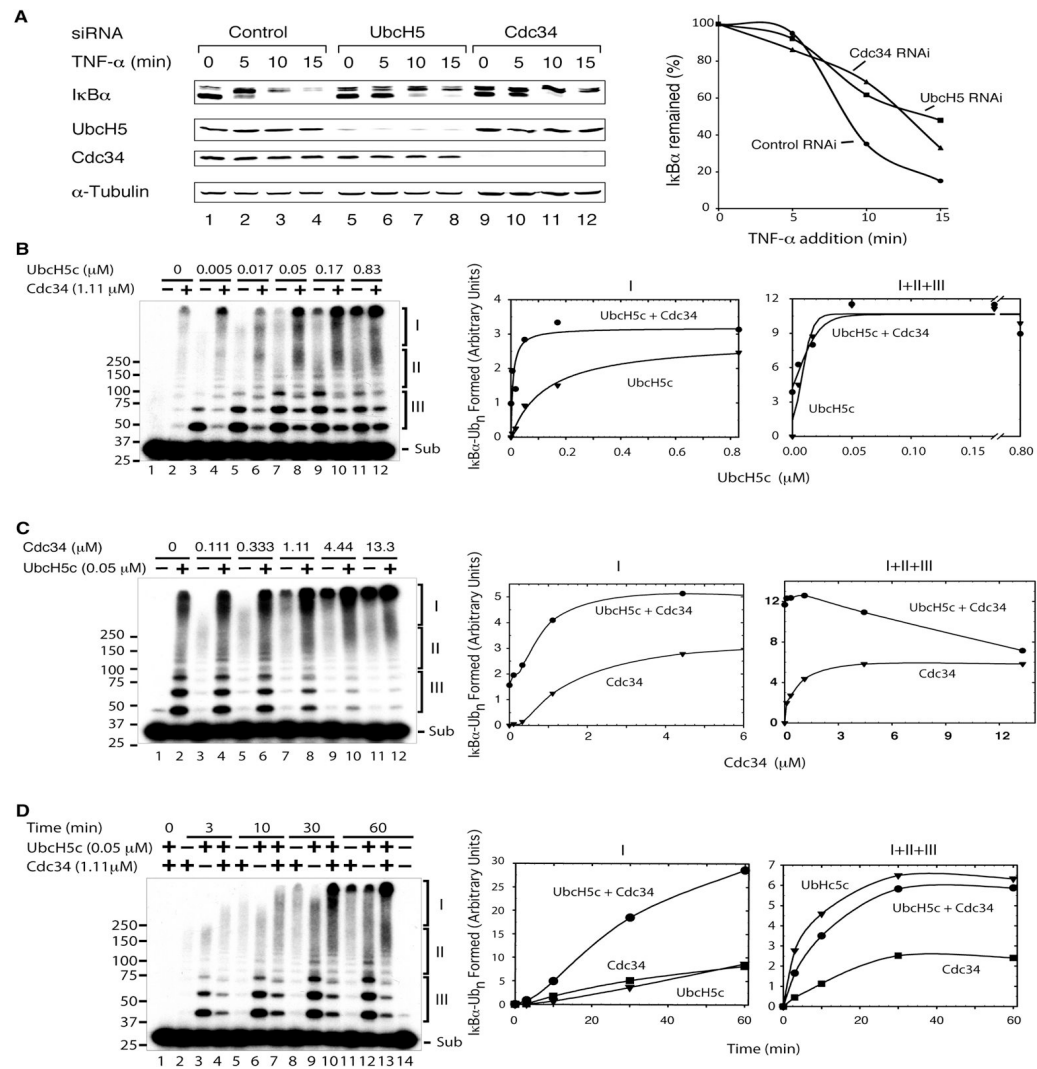 A
siRNA Control UbcH5 Cdc34
TNF-α (min) 0 5 10 15 0 5 10 15 0 5 10 15
IκBα
UbcH5
Cdc34
α-Tubulin
1 2 3 4 5 6 7 8 9 10 11 12
IκBα remained (%)
100
80
60
40
20
0
Cdc34 RNAi
UbcH5 RNAi
Control RNAi
0 5 10 15
TNF-α addition (min)
B
UbcH5c (μM) 0 0.005 0.017 0.05 0.17 0.83
Cdc34 (1.11 μM) − + − + − + − + − + − +
250
150
100
75
50
37
25
I
II
III
Sub
1 2 3 4 5 6 7 8 9 10 11 12
IκBα-Ubn Formed (Arbitrary Units)
I
4
3
2
1
0
UbcH5c + Cdc34
UbcH5c
0 0.2 0.4 0.6 0.8
I+II+III
12
9
6
3
0
UbcH5c + Cdc34
UbcH5c
0.00 0.05 0.10 0.15 0.80
UbcH5c (μM)
C
Cdc34 (μM) 0 0.111 0.333 1.11 4.44 13.3
UbcH5c (0.05 μM) − + − + − + − + − + − +
250
150
100
75
50
37
25
I
II
III
Sub
1 2 3 4 5 6 7 8 9 10 11 12
IκBα-Ubn Formed (Arbitrary Units)
I
5
4
3
2
1
0
UbcH5c + Cdc34
Cdc34
0 2 4 6
I+II+III
12
8
4
0
UbcH5c + Cdc34
Cdc34
0 3 6 9 12
Cdc34 (μM)
D
Time (min) 0 3 10 30 60
UbcH5c (0.05 μM) + − + + − + + − + + − + + −
Cdc34 (1.11μM) + + − + + − + + − + + − + −
250
150
100
75
50
37
25
I
II
III
Sub
1 2 3 4 5 6 7 8 9 10 11 12 13 14
IκBα-Ubn Formed (Arbitrary Units)
I
30
25
20
15
10
5
0
UbcH5c + Cdc34
Cdc34
UbcH5c
0 20 40 60
I+II+III
7
6
5
4
3
2
1
0
UbHc5c
UbcH5c + Cdc34
Cdc34
0 20 40 60
Time (min)